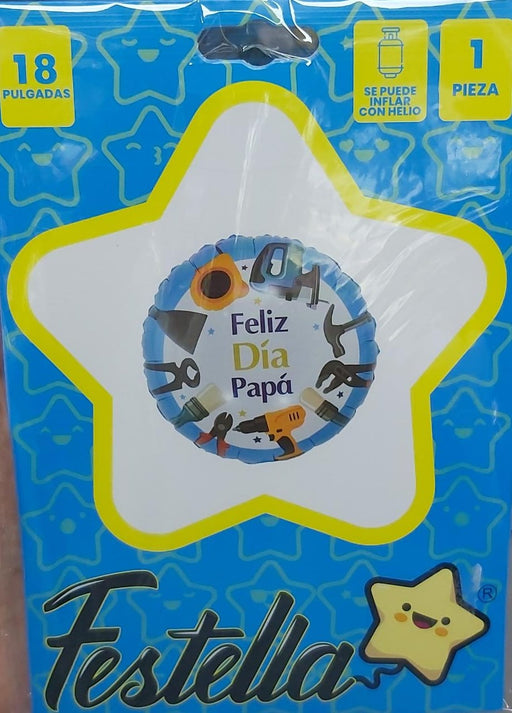 18
PULGADAS
SE PUEDE
INFLAR
CON HELIO
1
PIEZA
Feliz
Día
Papá
Festella
®